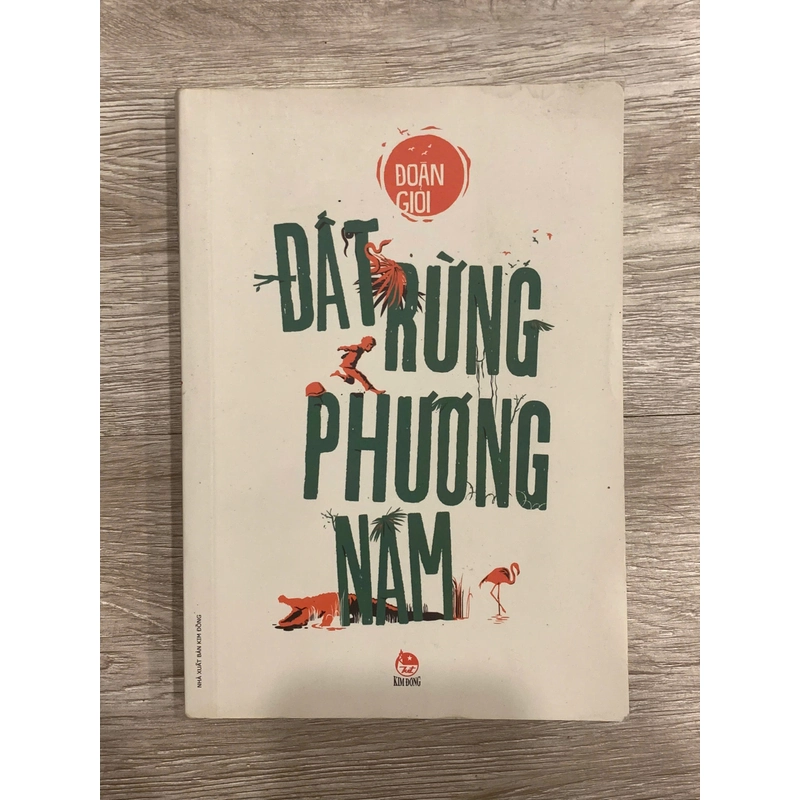 ĐOÀN
GIỎI
ĐẤT RỪNG
PHƯƠNG
NAM
NHÀ XUẤT BẢN KIM ĐỒNG
KIM ĐỒNG